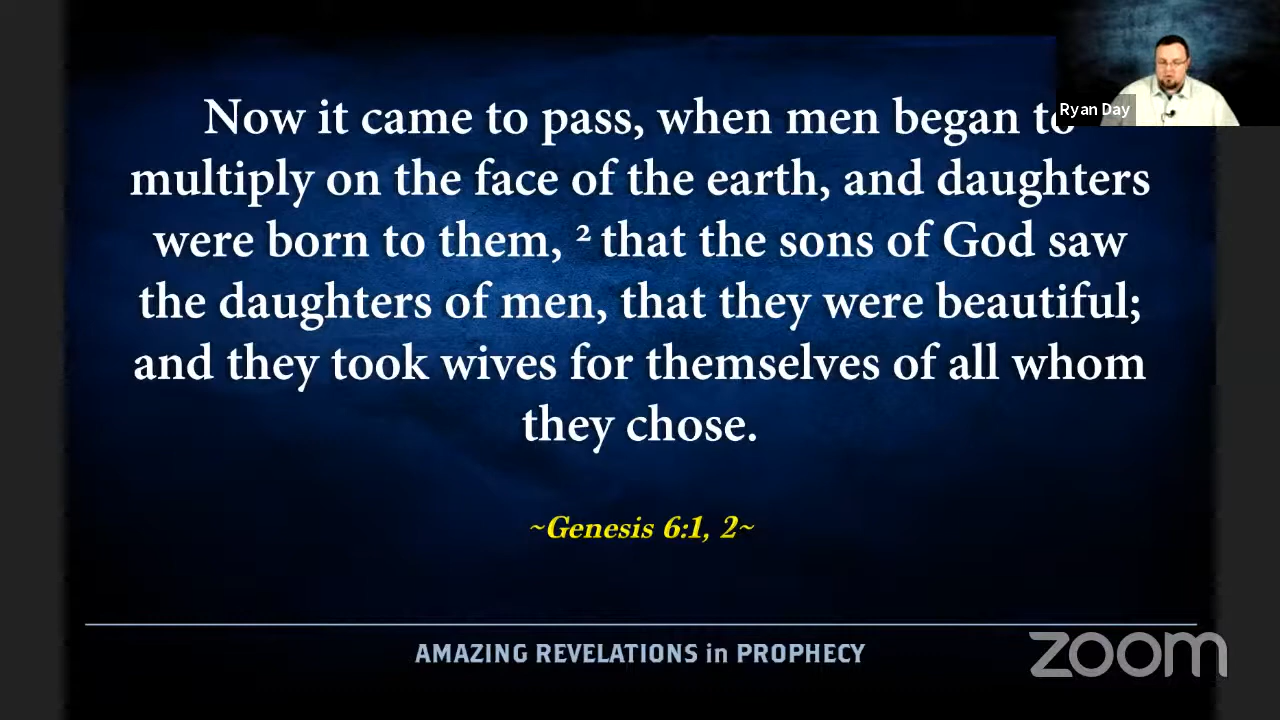 Now it came to pass, when men began to
Ryan Day
multiply on the face of the earth, and daughters
were born to them, ² that the sons of God saw
the daughters of men, that they were beautiful;
and they took wives for themselves of all whom
they chose.
~Genesis 6:1, 2~
AMAZING REVELATIONS in PROPHECY
zoom